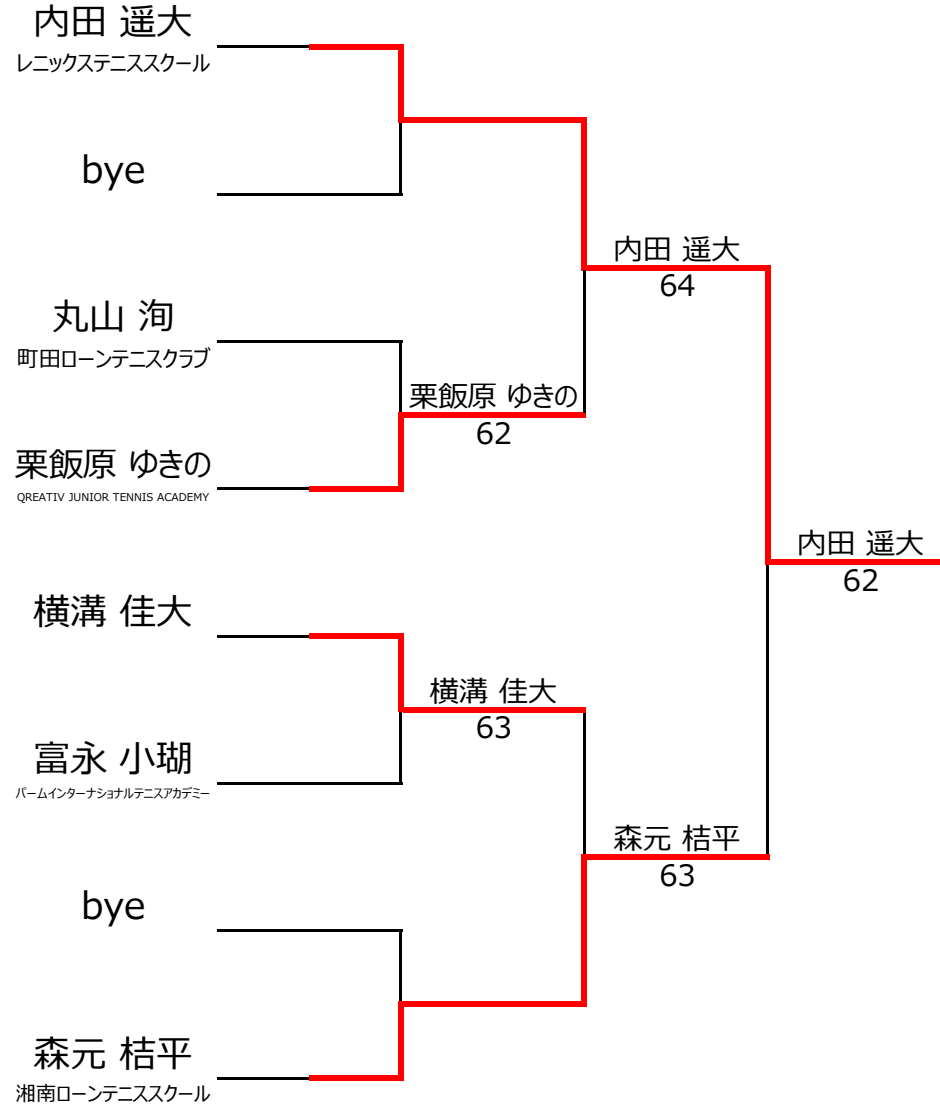 内田 遥大
レニックステニススクール
bye
丸山 洵
町田ローンテニスクラブ
栗飯原 ゆきの
QREATIV JUNIOR TENNIS ACADEMY
横溝 佳大
富永 小瑚
パームインターナショナルテニスアカデミー
bye
森元 桔平
湘南ローンテニススクール
栗飯原 ゆきの
62
横溝 佳大
63
内田 遥大
64
森元 桔平
63
内田 遥大
62